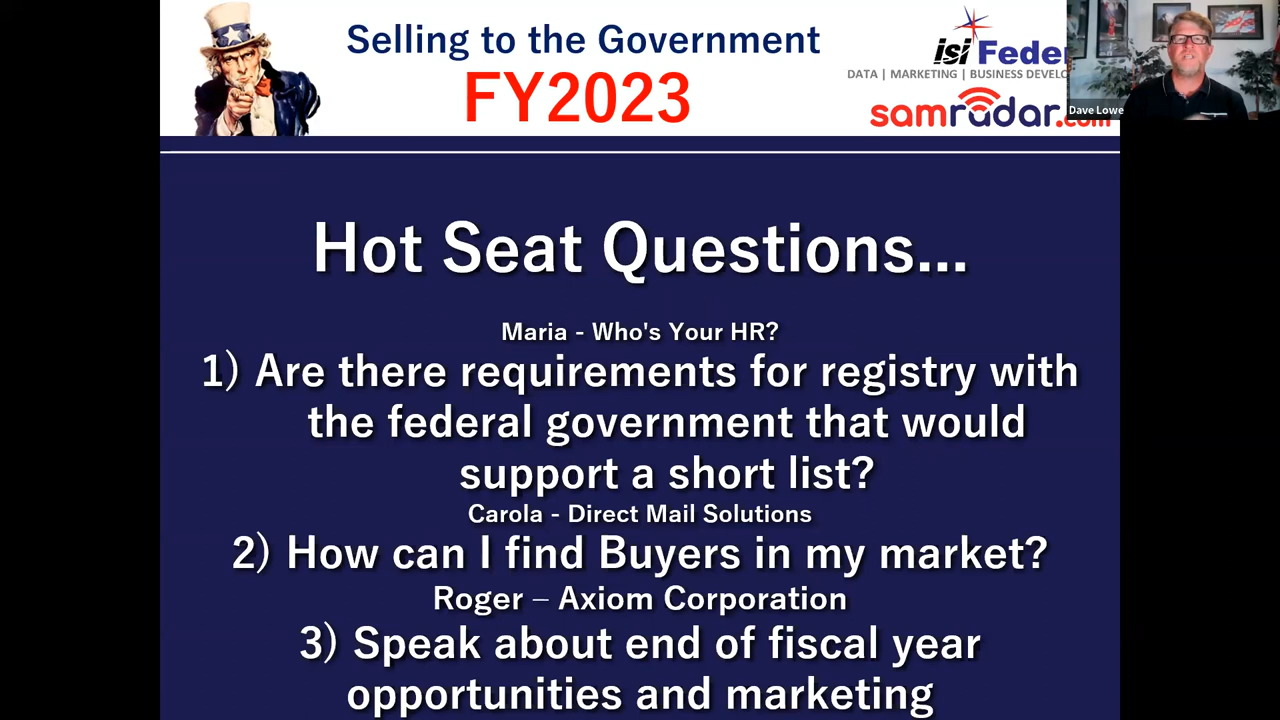 Selling to the Government
FY2023
isi Feder
DATA | MARKETING | BUSINESS DEVELO
samradar.com
Dave Lowe
Hot Seat Questions...
Maria - Who's Your HR?
1) Are there requirements for registry with
the federal government that would
support a short list?
Carola - Direct Mail Solutions
2) How can I find Buyers in my market?
Roger – Axiom Corporation
3) Speak about end of fiscal year
opportunities and marketing